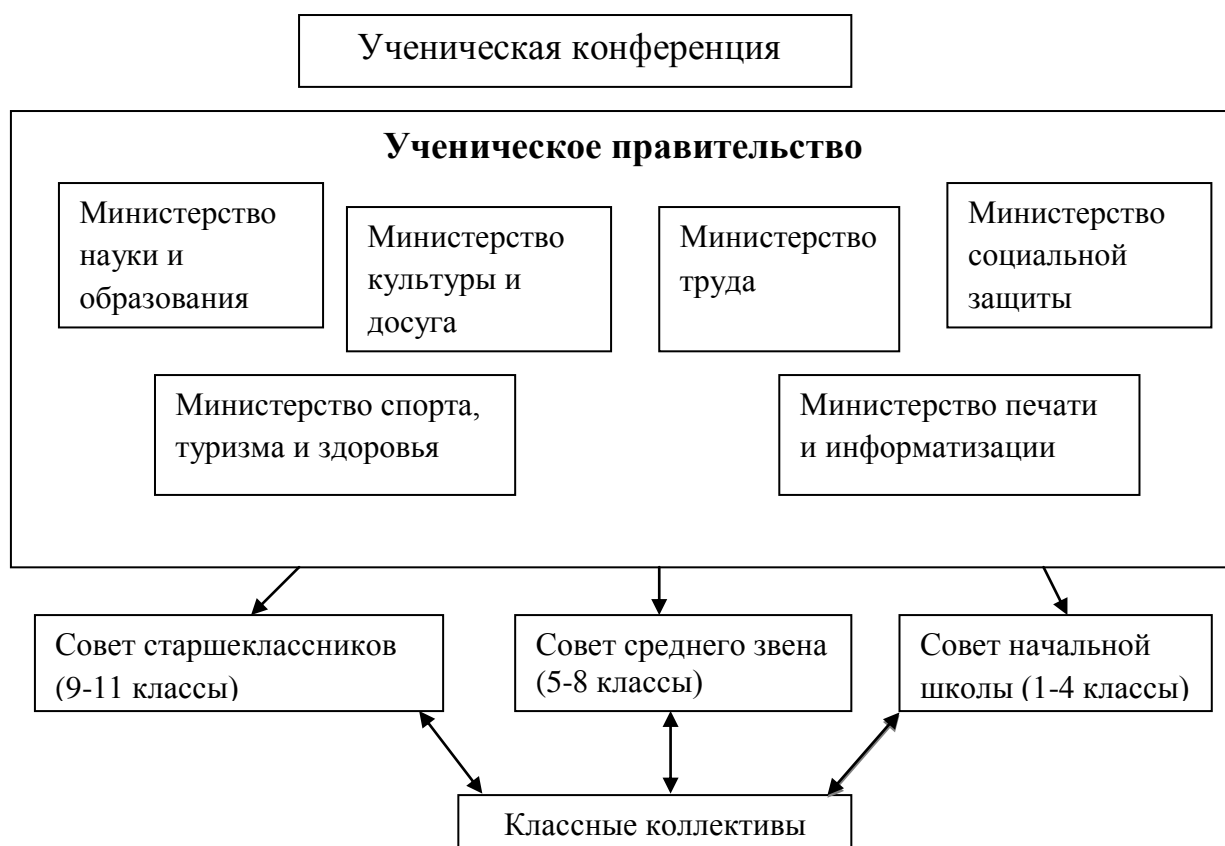 Ученическая конференция
Ученическое правительство
Министерство
науки и
образования
Министерство
культуры и
досуга
Министерство
труда
Министерство
социальной
защиты
Министерство спорта,
туризма и здоровья
Министерство печати
и информатизации
Совет старшеклассников
(9-11 классы)
Совет среднего звена
(5-8 классы)
Совет начальной
школы (1-4 классы)
Классные коллективы